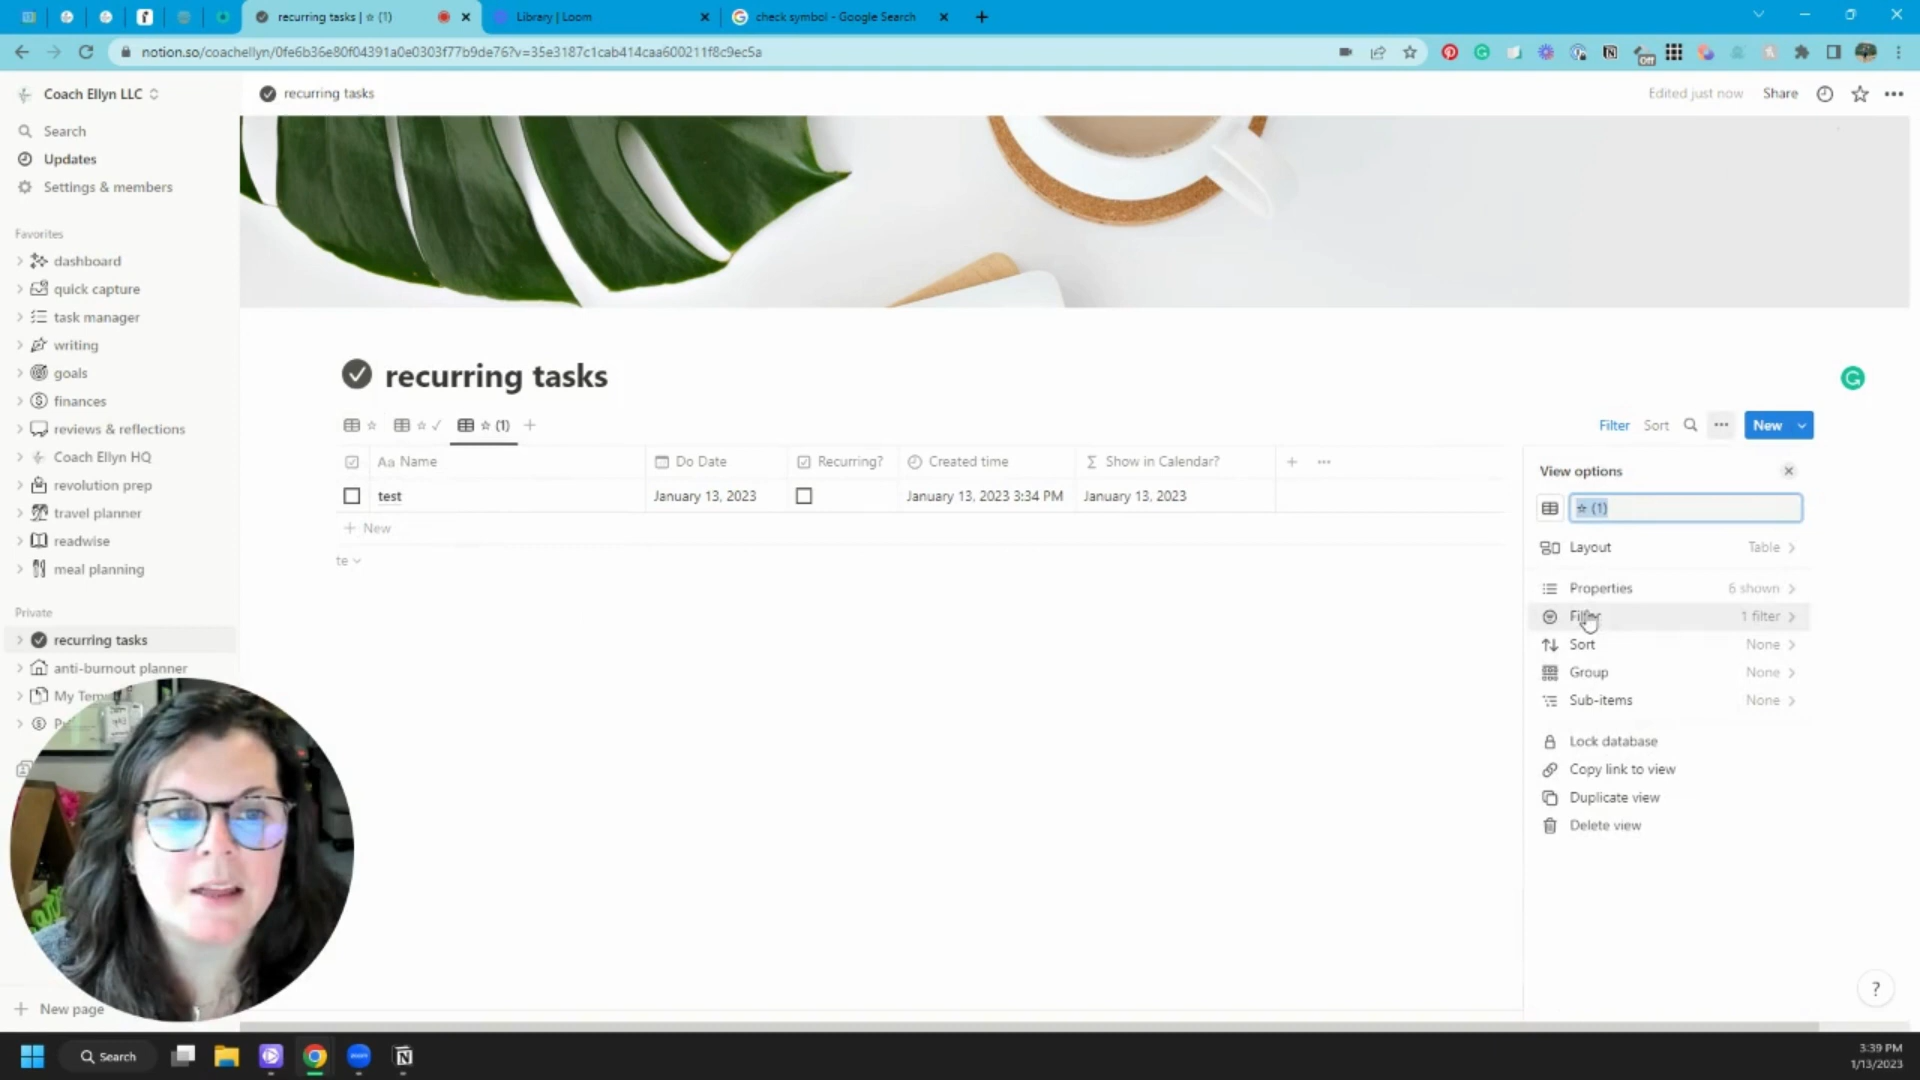 recurring tasks | ☆ (1)
Library | Loom
check symbol - Google Search
notion.so/coachellyn/0fe6b36e80f04391a0e0303f77b9de76?v=35e3187c1cab414caa600211f8c9ec5a
Off
Coach Ellyn LLC
recurring tasks
Edited just now
Share
Search
Updates
Settings & members
Favorites
dashboard
quick capture
task manager
writing
goals
finances
reviews & reflections
Coach Ellyn HQ
revolution prep
travel planner
readwise
meal planning
Private
recurring tasks
anti-burnout planner
My Tem
New page
recurring tasks
☆
☆ ✓
☆ (1)
Filter
Sort
New
Aa Name
Do Date
Recurring?
Created time
Σ Show in Calendar?
test
January 13, 2023
January 13, 2023 3:34 PM
January 13, 2023
+ New
te
View options
☆ (1)
Layout
Table
Properties
6 shown
Filter
1 filter
Sort
None
Group
None
Sub-items
None
Lock database
Copy link to view
Duplicate view
Delete view
?
Search
3:39 PM
1/13/2023